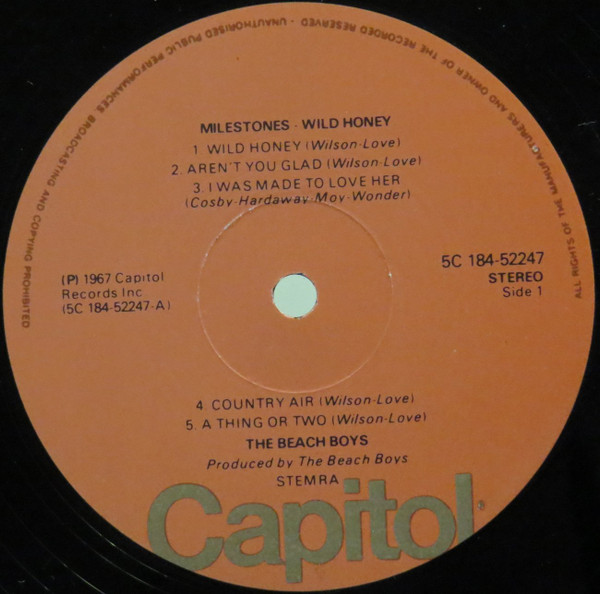 ALL RIGHTS OF THE MANUFACTURERS AND OWNER OF THE RECORDED RESERVED - UNAUTHORISED PUBLIC PERFORMANCES, BROADCASTING AND COPYING PROHIBITED
MILESTONES · WILD HONEY
1. WILD HONEY (Wilson-Love)
2. AREN'T YOU GLAD (Wilson-Love)
3. I WAS MADE TO LOVE HER
(Cosby-Hardaway-Moy-Wonder)
(P) 1967 Capitol
Records Inc
(5C 184-52247-A)
5C 184-52247
STEREO
Side 1
4. COUNTRY AIR (Wilson-Love)
5. A THING OR TWO (Wilson-Love)
THE BEACH BOYS
Produced by The Beach Boys
STEMRA
Capitol®